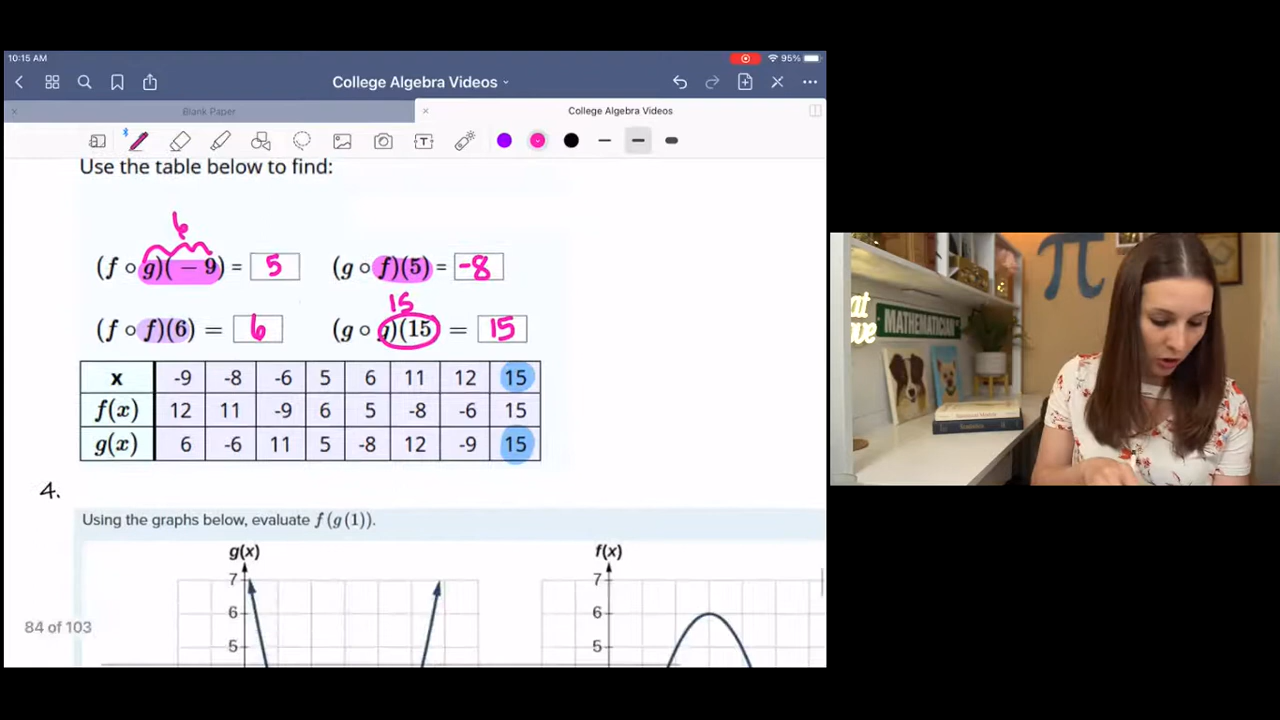 10:15 AM
95%
College Algebra Videos
Blank Paper
College Algebra Videos
T
Use the table below to find:
6
(f ∘ g)( − 9) = 5
(g ∘ f)(5) = -8
15
(f ∘ f)(6) = 6
(g ∘ g)(15 = 15
x -9 -8 -6 5 6 11 12 15
f(x) 12 11 -9 6 5 -8 -6 15
g(x) 6 -6 11 5 -8 12 -9 15
4.
Using the graphs below, evaluate f (g (1)).
g(x)
7
6
5
f(x)
7
6
5
84 of 103
MATHEMATICIAN
π